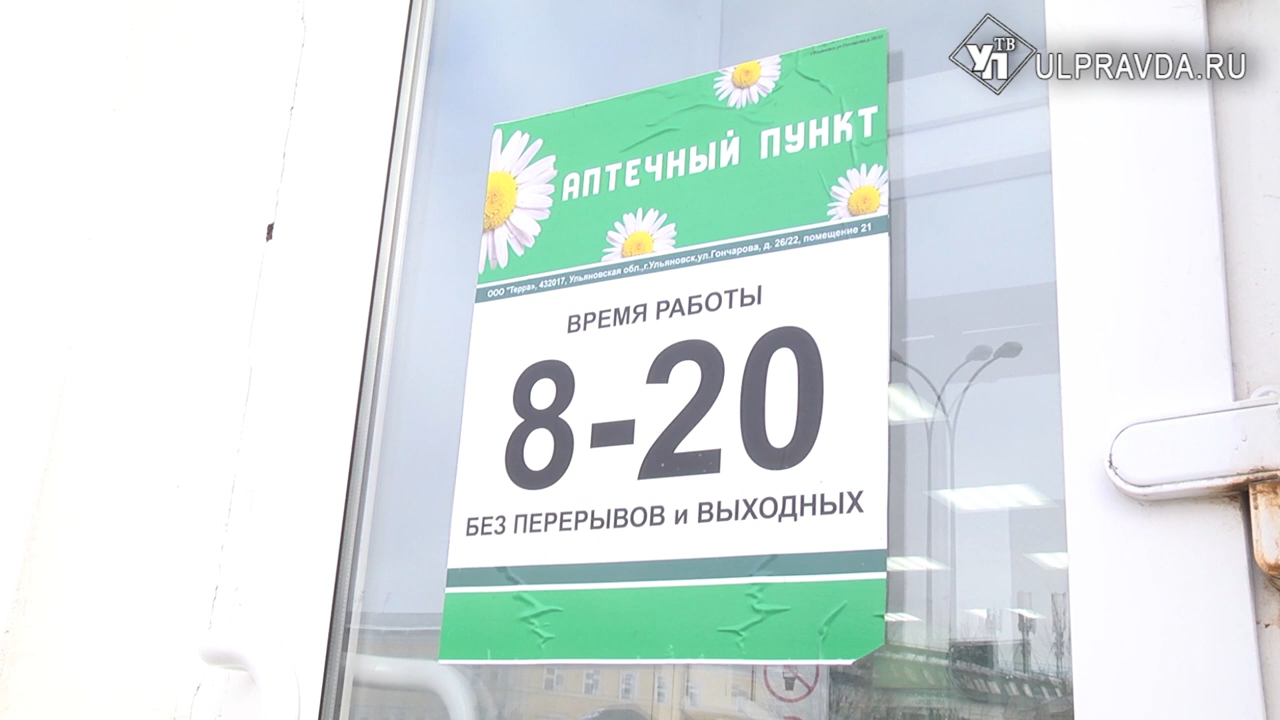 УП ТВ ULPRAVDA.RU
АПТЕЧНЫЙ ПУНКТ
ООО "Терра», 432017, Ульяновская обл.,г.Ульяновск,ул.Гончарова, д. 26/22, помещение 21
ВРЕМЯ РАБОТЫ
8-20
БЕЗ ПЕРЕРЫВОВ и ВЫХОДНЫХ